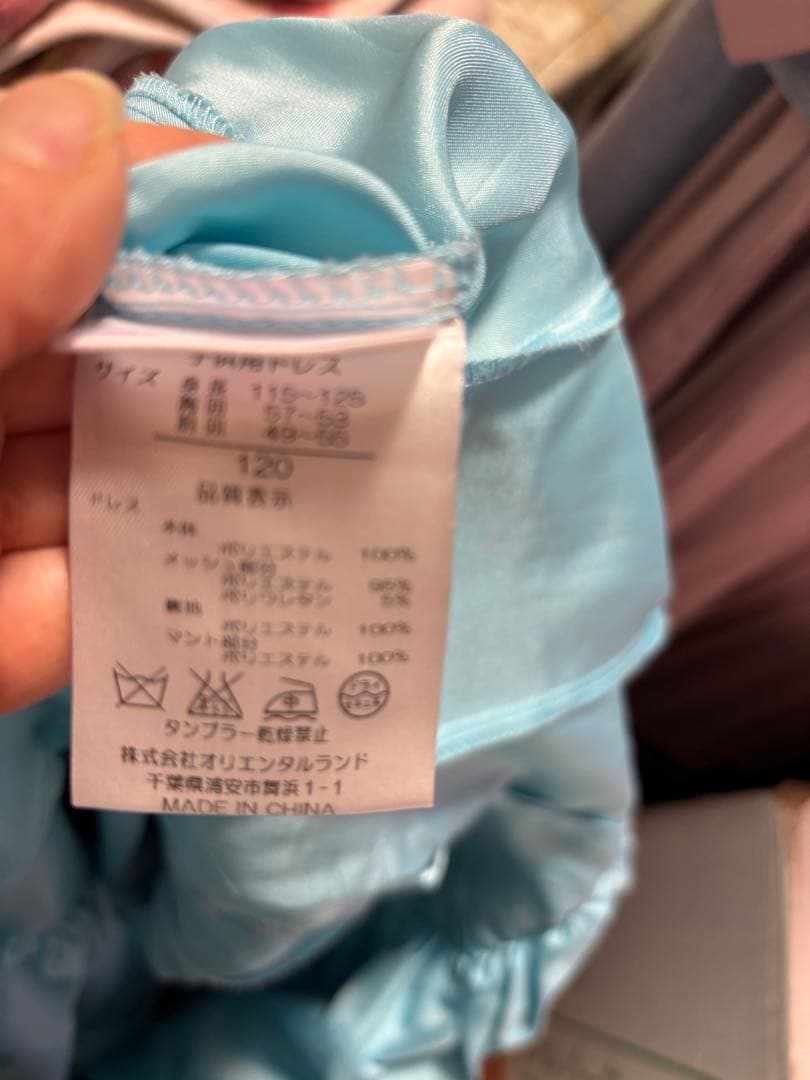 子供用ドレス
サイズ 身長 115~125
胸囲 57~63
胴囲 49~55
120
品質表示
ドレス
本体
ポリエステル 100%
メッシュ部分
ポリエステル 95%
ポリウレタン 5%
裏地
ポリエステル 100%
マント部分
ポリエステル 100%
中 ドライ
タンブラー乾燥禁止
株式会社オリエンタルランド
千葉県浦安市舞浜1-1
MADE IN CHINA